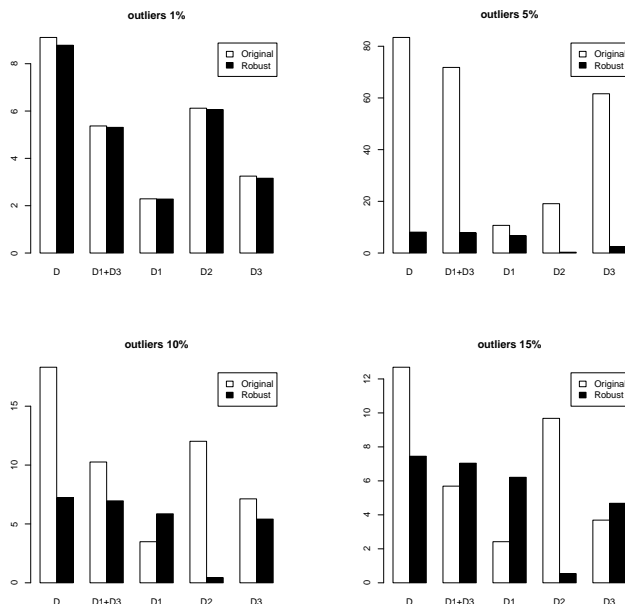 outliers 1%
Original
Robust
8
6
4
2
0
D D1+D3 D1 D2 D3
outliers 5%
Original
Robust
80
60
40
20
0
D D1+D3 D1 D2 D3
outliers 10%
Original
Robust
15
10
5
0
D D1+D3 D1 D2 D3
outliers 15%
Original
Robust
12
10
8
6
4
2
0
D D1+D3 D1 D2 D3